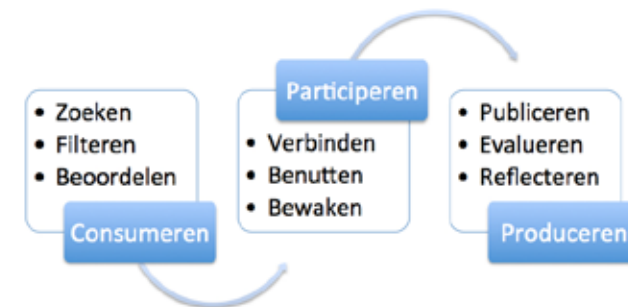 • Zoeken
• Filteren
• Beoordelen
Consumeren
Participeren
• Verbinden
• Benutten
• Bewaken
• Publiceren
• Evalueren
• Reflecteren
Produceren